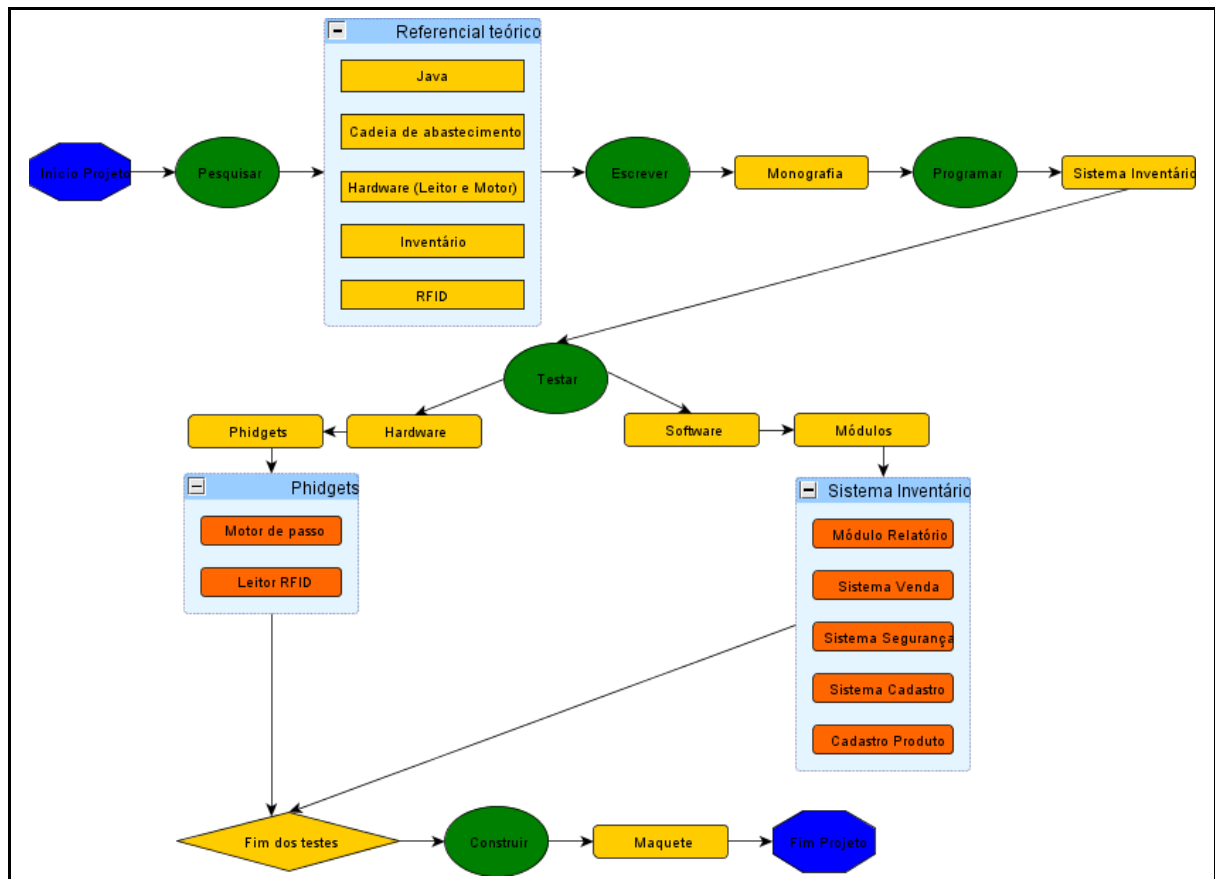 Referencial teórico
Java
Cadeia de abastecimento
Hardware (Leitor e Motor)
Inventário
RFID
Início Projeto
Pesquisar
Escrever
Monografia
Programar
Sistema Inventário
Testar
Phidgets
Hardware
Software
Módulos
Phidgets
Motor de passo
Leitor RFID
Sistema Inventário
Módulo Relatório
Sistema Venda
Sistema Segurança
Sistema Cadastro
Cadastro Produto
Fim dos testes
Construir
Maquete
Fim Projeto